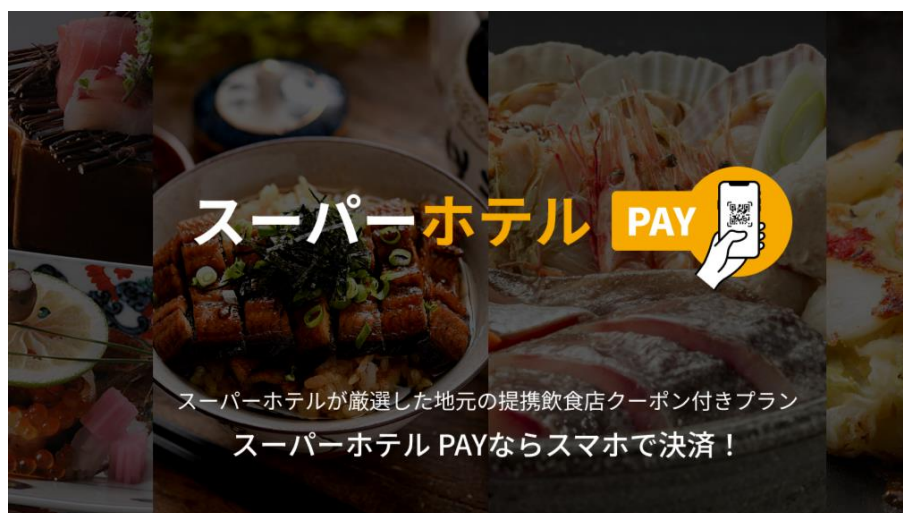 スーパーホテル PAY
スーパーホテルが厳選した地元の提携飲食店クーポン付きプラン
スーパーホテル PAYならスマホで決済！